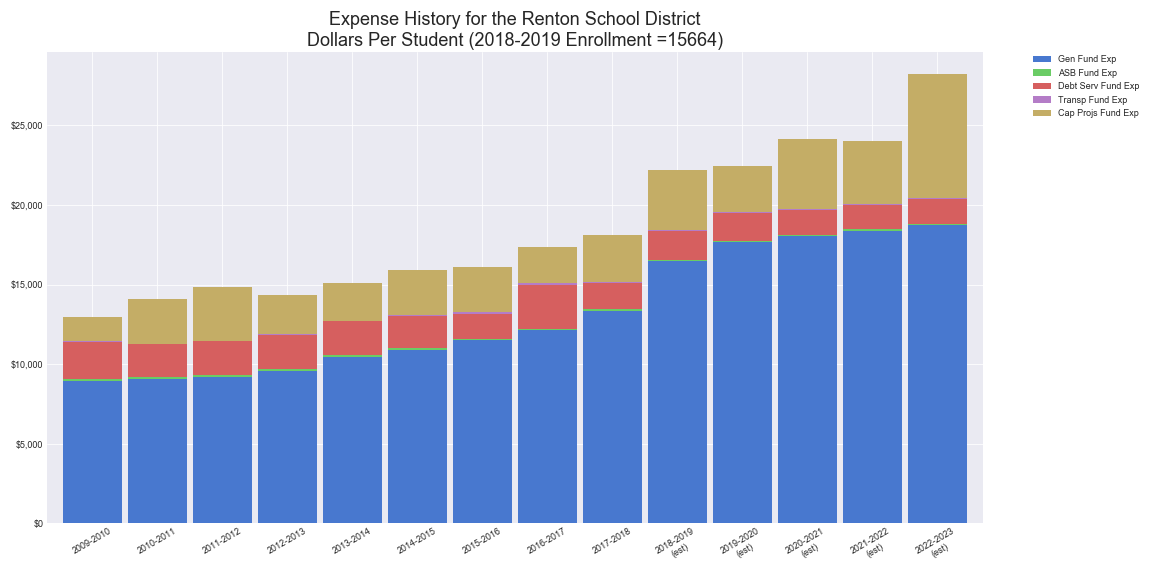 Expense History for the Renton School District
Dollars Per Student (2018-2019 Enrollment =15664)
Gen Fund Exp
ASB Fund Exp
Debt Serv Fund Exp
Transp Fund Exp
Cap Projs Fund Exp
$25,000
$20,000
$15,000
$10,000
$5,000
$0
2009-2010
2010-2011
2011-2012
2012-2013
2013-2014
2014-2015
2015-2016
2016-2017
2017-2018
2018-2019
(est)
2019-2020
(est)
2020-2021
(est)
2021-2022
(est)
2022-2023
(est)